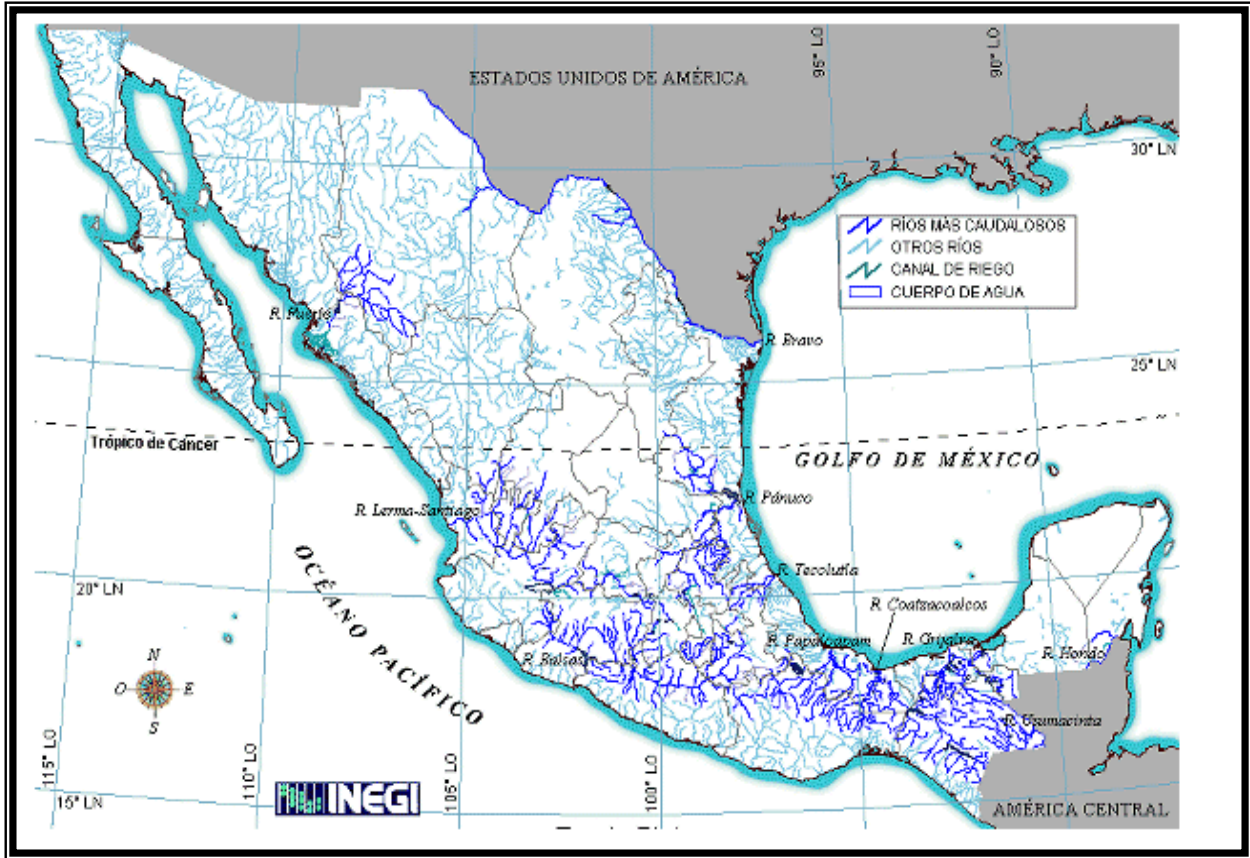 95° LO
90° LO
ESTADOS UNIDOS DE AMÉRICA
30° LN
RÍOS MÁS CAUDALOSOS
OTROS RÍOS
CANAL DE RIEGO
CUERPO DE AGUA
R. Fuerte
R. Bravo
25° LN
Trópico de Cáncer
GOLFO DE MÉXICO
R. Pánuco
R. Lerma-Santiago
OCÉANO PACÍFICO
R. Tecolutla
20° LN
R. Coatzacoalcos
R. Papaloapam
R. Grijalva
R. Hondo
R. Balsas
N
O
E
S
R. Usumacinta
115° LO
110° LO
105° LO
100° LO
15° LN
INEGI
AMÉRICA CENTRAL